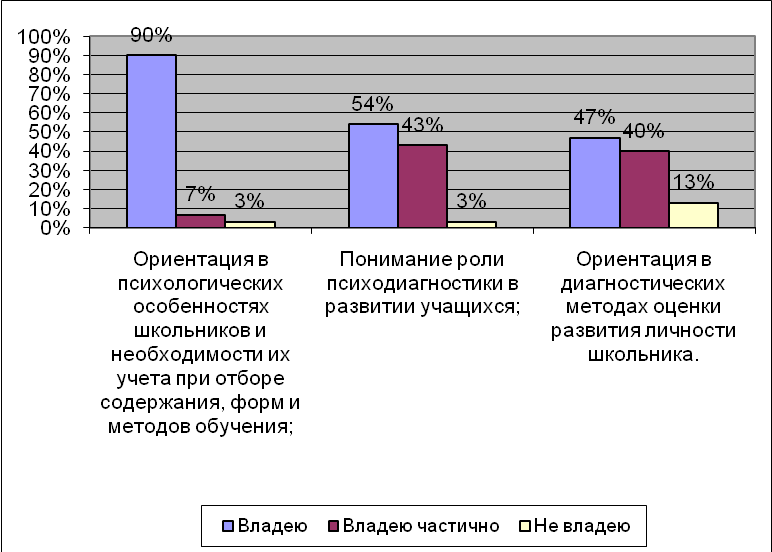 100%
90%
80%
70%
60%
50%
40%
30%
20%
10%
0%
90%
7%
3%
54%
43%
3%
47%
40%
13%
Ориентация в
психологических
особенностях
школьников и
необходимости их
учета при отборе
содержания, форм и
методов обучения;
Понимание роли
психодиагностики в
развитии учащихся;
Ориентация в
диагностических
методах оценки
развития личности
школьника.
Владею
Владею частично
Не владею